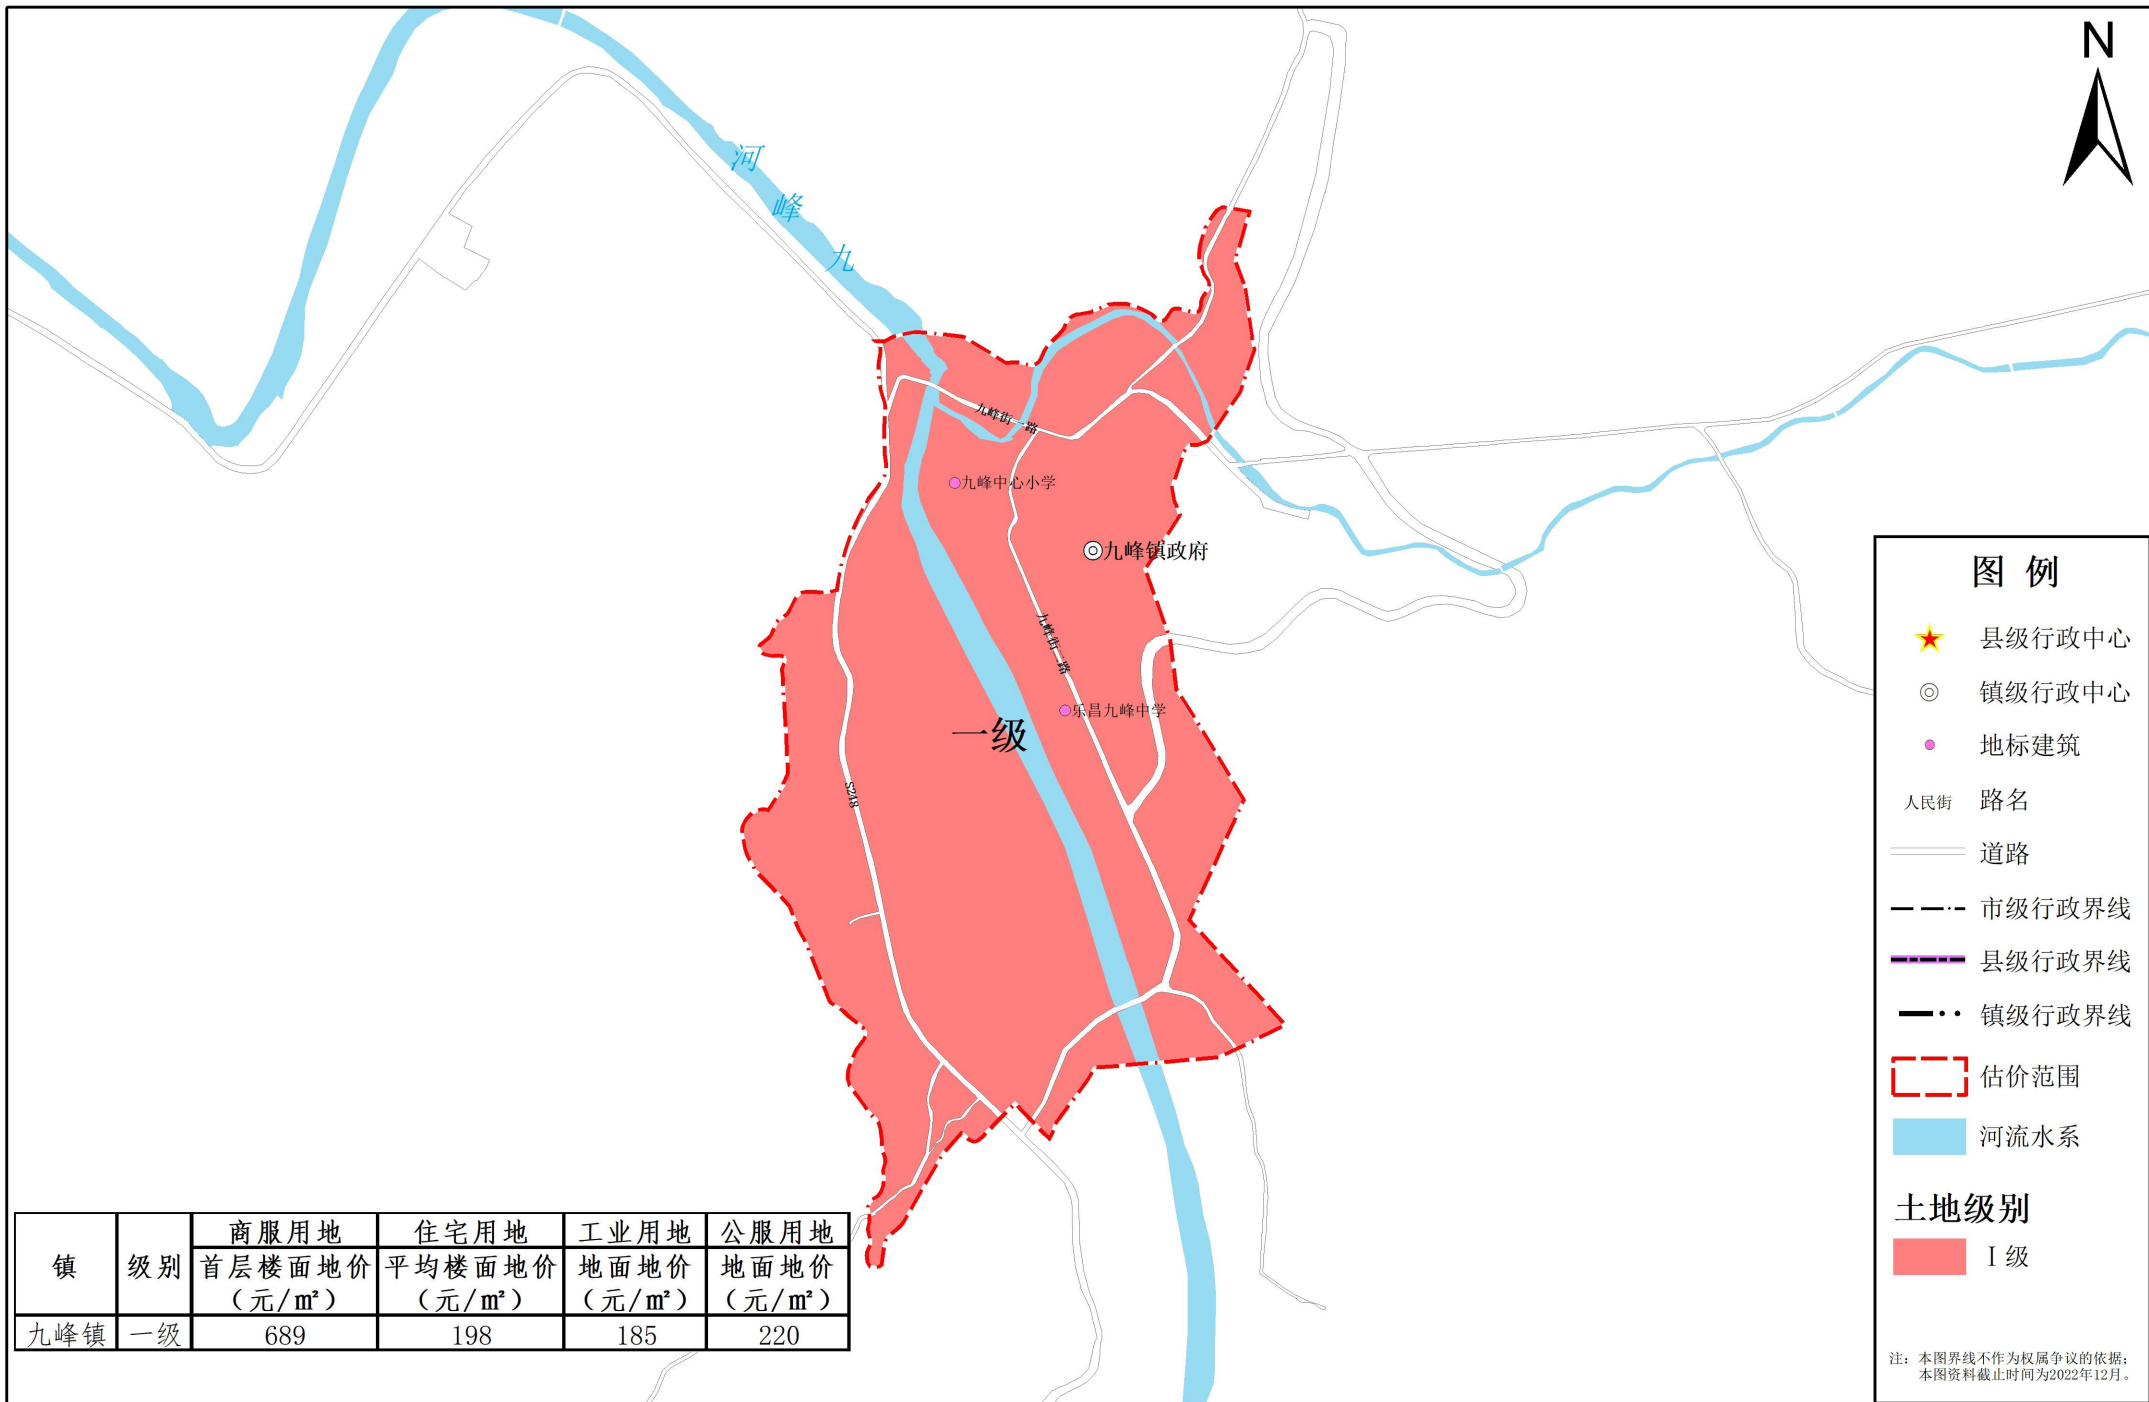 N
河
峰
九
九峰街一路
九峰中心小学
九峰镇政府
九峰街一路
乐昌九峰中学
一级
S248
图 例
县级行政中心
镇级行政中心
地标建筑
人民街 路名
道路
市级行政界线
县级行政界线
镇级行政界线
估价范围
河流水系
土地级别
I 级
注：本图界线不作为权属争议的依据；
本图资料截止时间为2022年12月。
镇 级别 商服用地 住宅用地 工业用地 公服用地
首层楼面地价 平均楼面地价 地面地价 地面地价
（元/㎡） （元/㎡） （元/㎡） （元/㎡）
九峰镇 一级 689 198 185 220